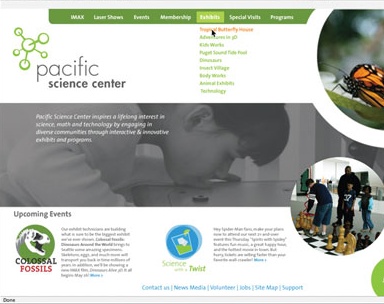 IMAX Laser Shows Events Membership Exhibits Special Visits Programs
Tropical Butterfly House
Adventures in 3D
Kids Works
Puget Sound Tide Pool
Dinosaurs
Insect Village
Body Works
Animal Exhibits
Technology
pacific
science center
Pacific Science Center inspires a lifelong interest in
science, math and technology by engaging in
diverse communities through interactive & innovative
exhibits and programs.
Upcoming Events
COLOSSAL
FOSSILS
Our exhibit technicians are building
what is sure to be the biggest exhibit
we've ever shown. Colossal Fossils:
Dinosaurs Around the World brings to
Seattle some amazing specimens.
Skeletons, eggs, and much more will
transport you back in time millions of
years in addition, we'll be showing a
new IMAX film, Dinosaurs Alive 3D. It all
begins May 26! More »
Science
with a Twist
Hey Spider-Man fans, make your plans
now to attend our next 21 and over
event this Thursday. "Spirits with Spidey"
features fun music, a great happy hour,
and the hottest movie in town. But
hurry, tickets are selling faster than your
favorite wall crawler! More »
Contact us | News Media | Volunteer | Jobs | Site Map | Support
Done